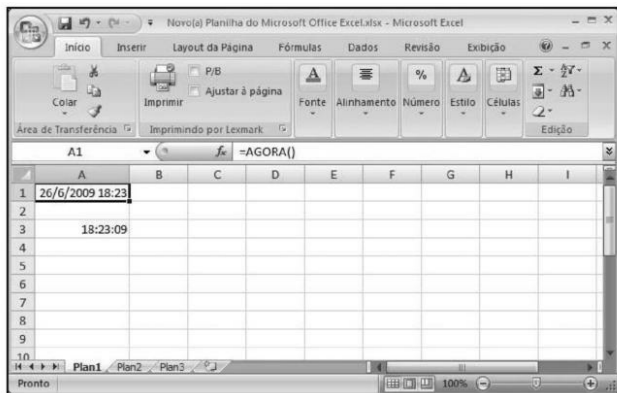 Novo(a) Planilha do Microsoft Office Excel.xlsx - Microsoft Excel
Início Inserir Layout da Página Fórmulas Dados Revisão Exibição
Colar
Área de Transferência
Imprimir
P/B
Ajustar à página
Imprimindo por Lexmark
Fonte Alinhamento Número Estilo Células
Edição
A1 fx =AGORA()
A B C D E F G H I
1 26/6/2009 18:23
2
3 18:23:09
4
5
6
7
8
9
10
Plan1 Plan2 Plan3
Pronto 100%